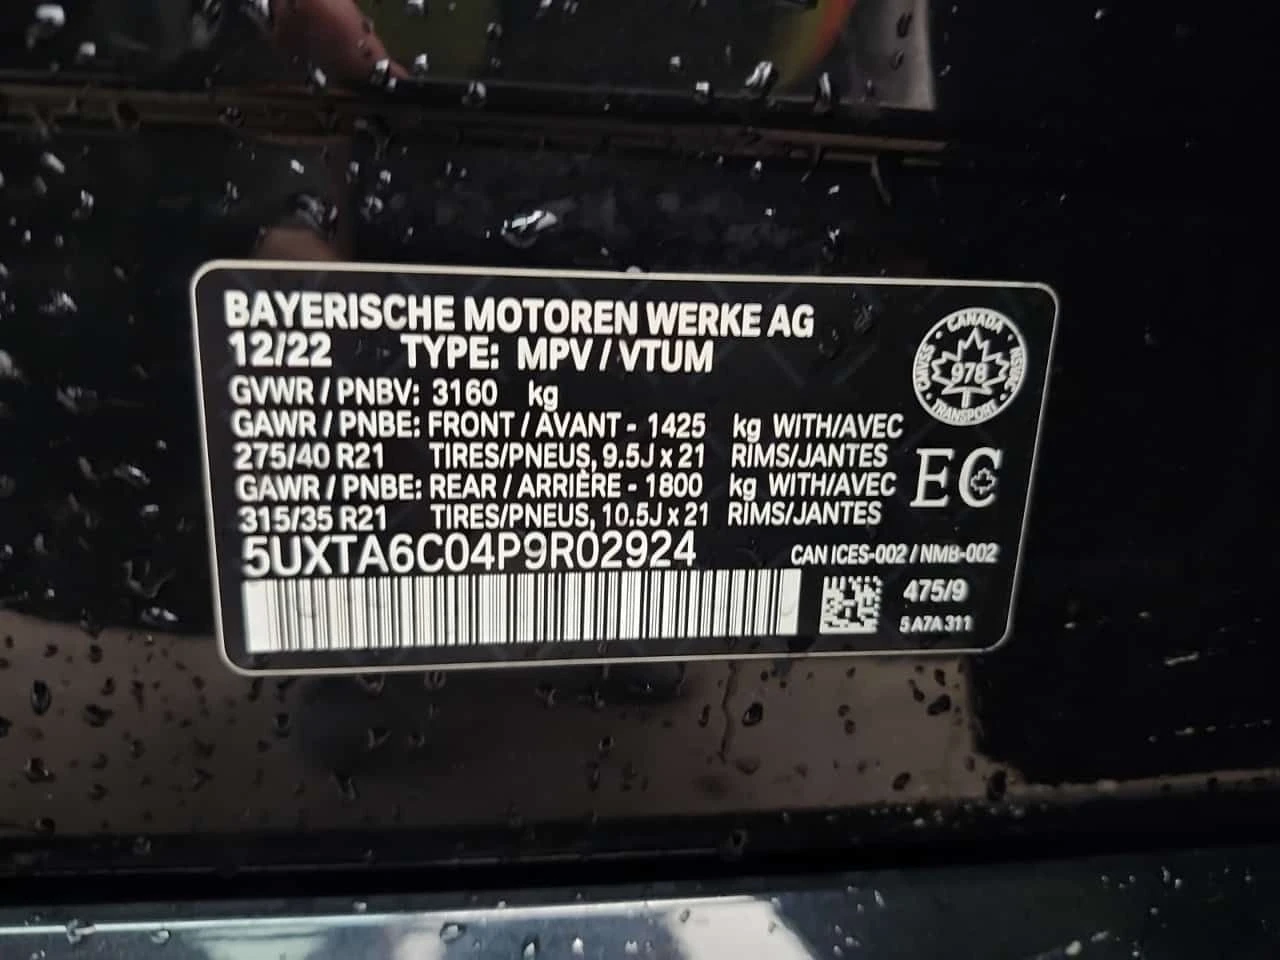 BAYERISCHE MOTOREN WERKE AG
12/22 TYPE: MPV / VTUM
GVWR / PNBV: 3160 kg
GAWR / PNBE: FRONT / AVANT - 1425 kg WITH/AVEC
275/40 R21 TIRES/PNEUS, 9.5J x 21 RIMS/JANTES
GAWR / PNBE: REAR / ARRIÈRE - 1800 kg WITH/AVEC
315/35 R21 TIRES/PNEUS, 10.5J x 21 RIMS/JANTES
5UXTA6C04P9R02924
CANADA
CMVSS
978
NSVAC
TRANSPORT
EC
CAN ICES-002 / NMB-002
475/9
5 A7A 311